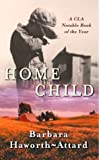 A CLA
Notable Book
of the Year
HOME
CHILD
Barbara
Haworth-Attard